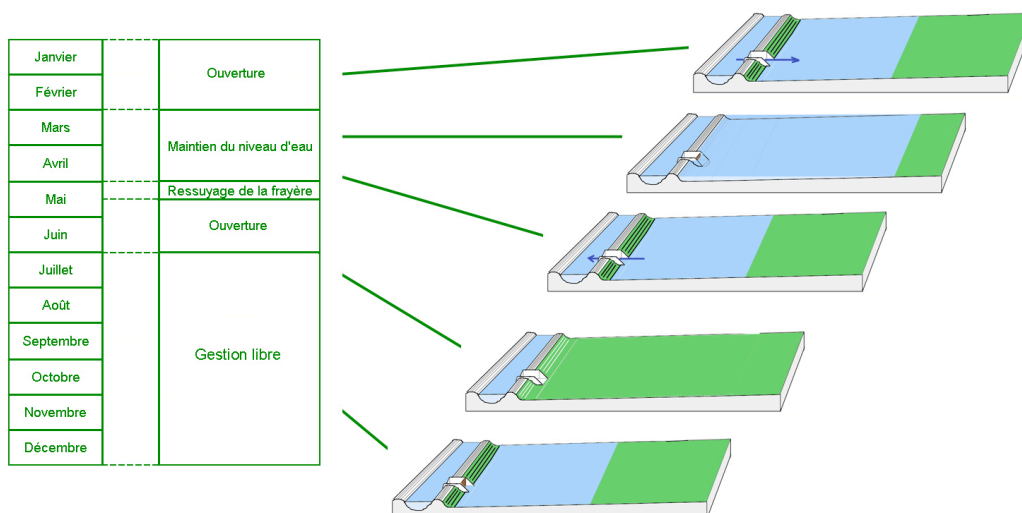 Janvier
Février
Mars
Avril
Mai
Juin
Juillet
Août
Septembre
Octobre
Novembre
Décembre
Ouverture
Maintien du niveau d'eau
Ressuyage de la frayère
Ouverture
Gestion libre